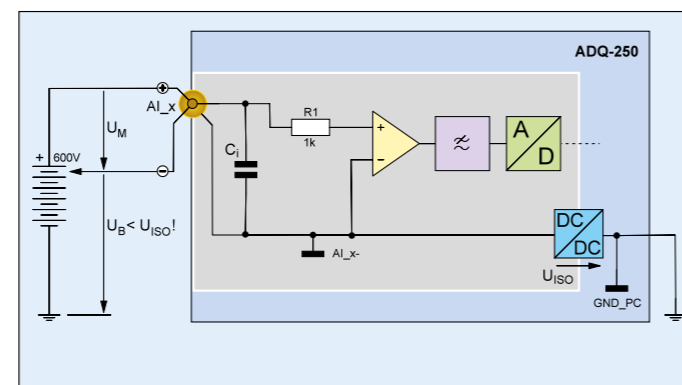 ADQ-250
+
AI_x
R1
1k
U_M
C_i
+
−
A
D
+ 600V
−
U_B < U_ISO!
AI_x-
DC
DC
U_ISO
GND_PC